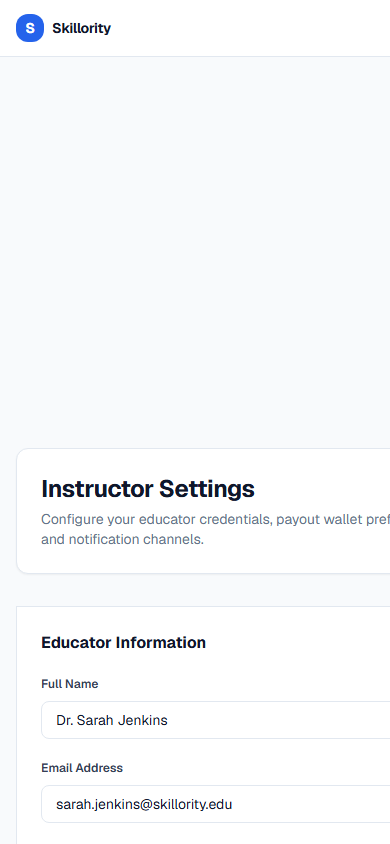 S
Skillority
Instructor Settings
Configure your educator credentials, payout wallet
and notification channels.
Educator Information
Full Name
Dr. Sarah Jenkins
Email Address
sarah.jenkins@skillority.edu